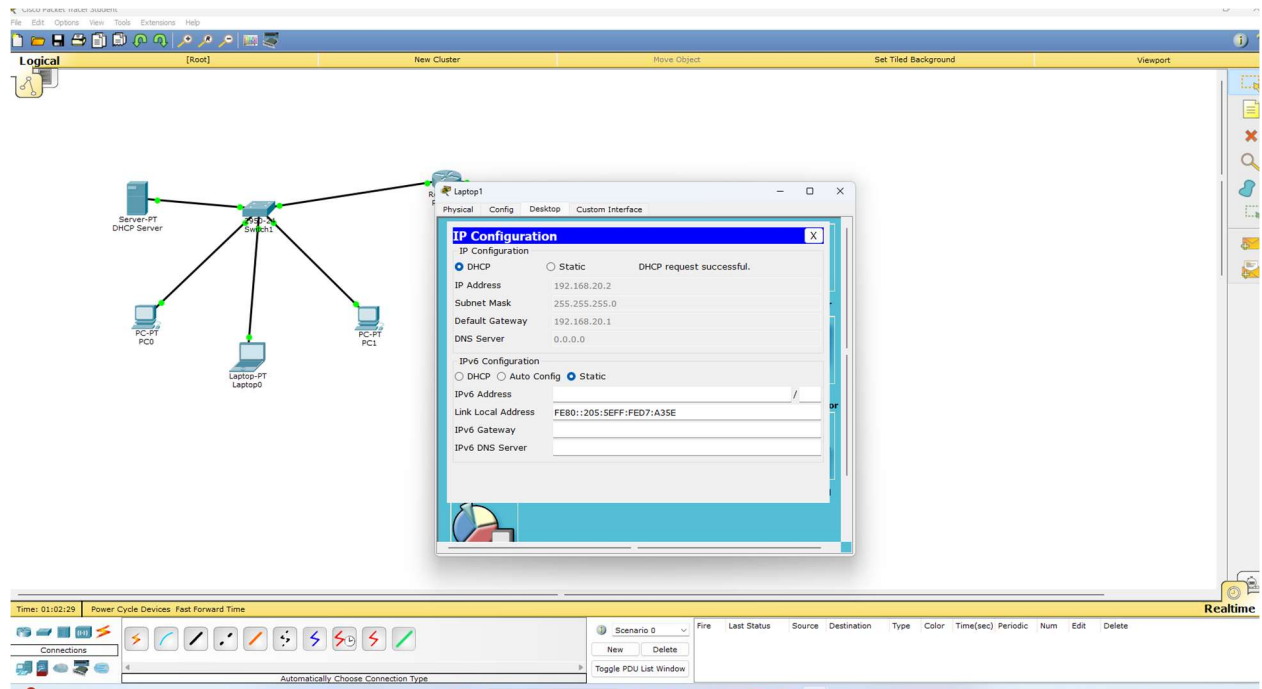 Cisco Packet Tracer Student
File Edit Options View Tools Extensions Help
Logical [Root] New Cluster Move Object Set Tiled Background Viewport
Server-PT
DHCP Server
2950-24
Switch1
PC-PT
PC0
Laptop-PT
Laptop0
PC-PT
PC1
Laptop1
Physical Config Desktop Custom Interface
IP Configuration X
IP Configuration
DHCP Static DHCP request successful.
IP Address 192.168.20.2
Subnet Mask 255.255.255.0
Default Gateway 192.168.20.1
DNS Server 0.0.0.0
IPv6 Configuration
DHCP Auto Config Static
IPv6 Address /
Link Local Address FE80::205:5EFF:FED7:A35E
IPv6 Gateway
IPv6 DNS Server
Time: 01:02:29 Power Cycle Devices Fast Forward Time Realtime
Connections
Automatically Choose Connection Type
Scenario 0
New Delete
Toggle PDU List Window
Fire Last Status Source Destination Type Color Time(sec) Periodic Num Edit Delete